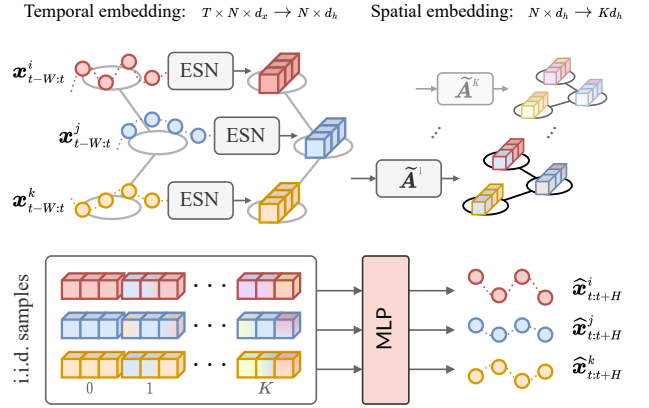 Temporal embedding: T × N × d_x → N × d_h
Spatial embedding: N × d_h → K d_h
x^i_{t−W:t}
ESN
Ã^K
x^j_{t−W:t}
ESN
x^k_{t−W:t}
ESN
Ã^1
i.i.d. samples
· · ·
· · ·
· · ·
0 1 K
MLP
x̂^i_{t:t+H}
x̂^j_{t:t+H}
x̂^k_{t:t+H}